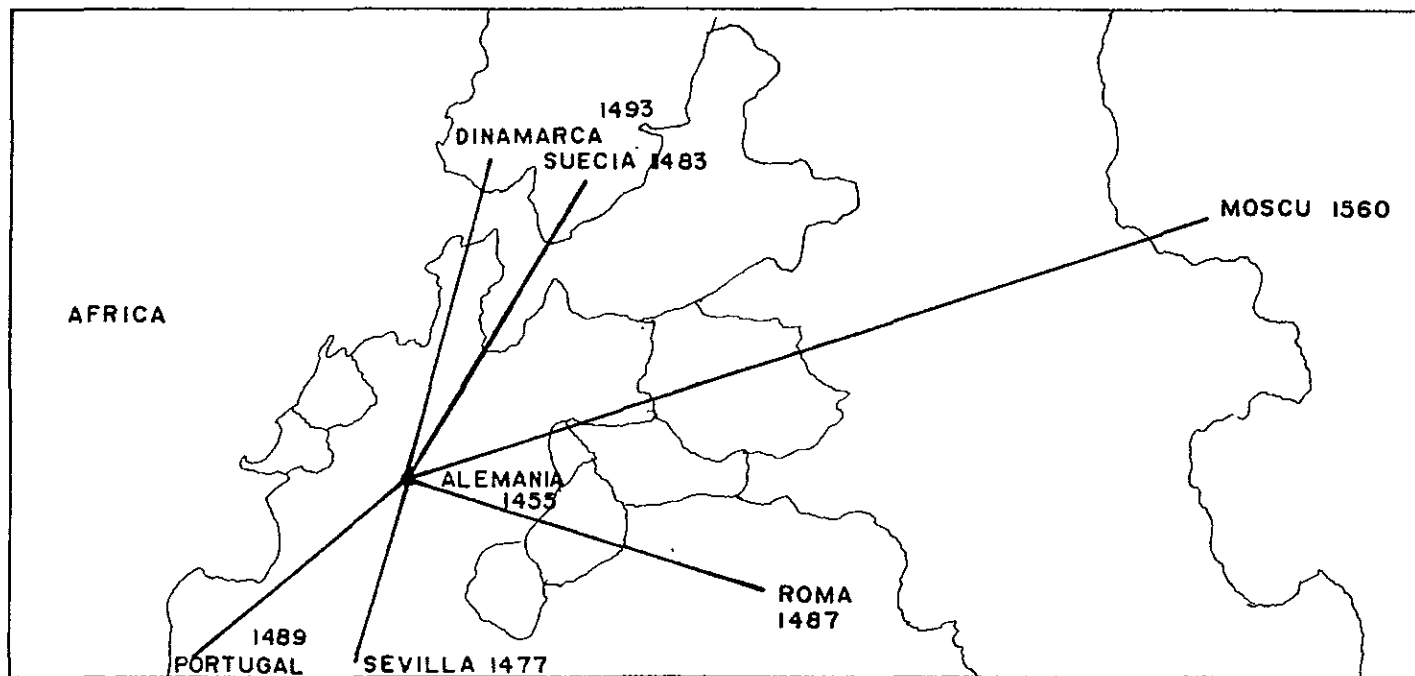 1493
DINAMARCA
SUECIA 1483
MOSCU 1560
AFRICA
ALEMANIA
1455
ROMA
1487
1489
PORTUGAL
SEVILLA 1477